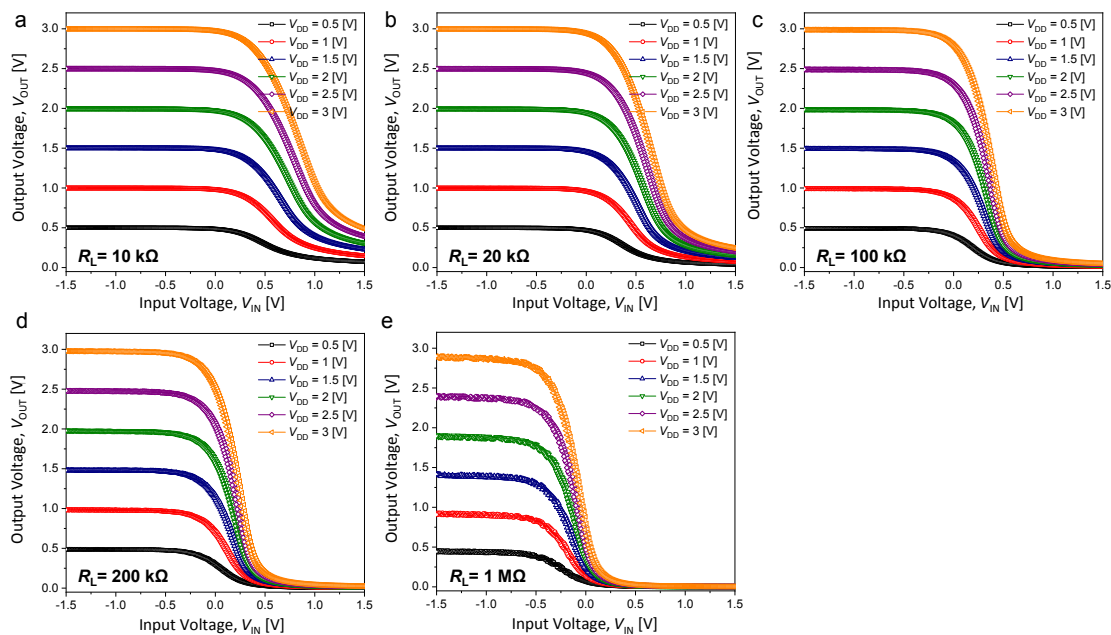 a
Output Voltage, VOUT [V]
3.0
2.5
2.0
1.5
1.0
0.5
0.0
VDD = 0.5 [V]
VDD = 1 [V]
VDD = 1.5 [V]
VDD = 2 [V]
VDD = 2.5 [V]
VDD = 3 [V]
RL= 10 kΩ
-1.5 -1.0 -0.5 0.0 0.5 1.0 1.5
Input Voltage, VIN [V]
b
Output Voltage, VOUT [V]
3.0
2.5
2.0
1.5
1.0
0.5
0.0
VDD = 0.5 [V]
VDD = 1 [V]
VDD = 1.5 [V]
VDD = 2 [V]
VDD = 2.5 [V]
VDD = 3 [V]
RL= 20 kΩ
-1.5 -1.0 -0.5 0.0 0.5 1.0 1.5
Input Voltage, VIN [V]
c
Output Voltage, VOUT [V]
3.0
2.5
2.0
1.5
1.0
0.5
0.0
VDD = 0.5 [V]
VDD = 1 [V]
VDD = 1.5 [V]
VDD = 2 [V]
VDD = 2.5 [V]
VDD = 3 [V]
RL= 100 kΩ
-1.5 -1.0 -0.5 0.0 0.5 1.0 1.5
Input Voltage, VIN [V]
d
Output Voltage, VOUT [V]
3.0
2.5
2.0
1.5
1.0
0.5
0.0
VDD = 0.5 [V]
VDD = 1 [V]
VDD = 1.5 [V]
VDD = 2 [V]
VDD = 2.5 [V]
VDD = 3 [V]
RL= 200 kΩ
-1.5 -1.0 -0.5 0.0 0.5 1.0 1.5
Input Voltage, VIN [V]
e
Output Voltage, VOUT [V]
3.0
2.5
2.0
1.5
1.0
0.5
0.0
VDD = 0.5 [V]
VDD = 1 [V]
VDD = 1.5 [V]
VDD = 2 [V]
VDD = 2.5 [V]
VDD = 3 [V]
RL= 1 MΩ
-1.5 -1.0 -0.5 0.0 0.5 1.0 1.5
Input Voltage, VIN [V]